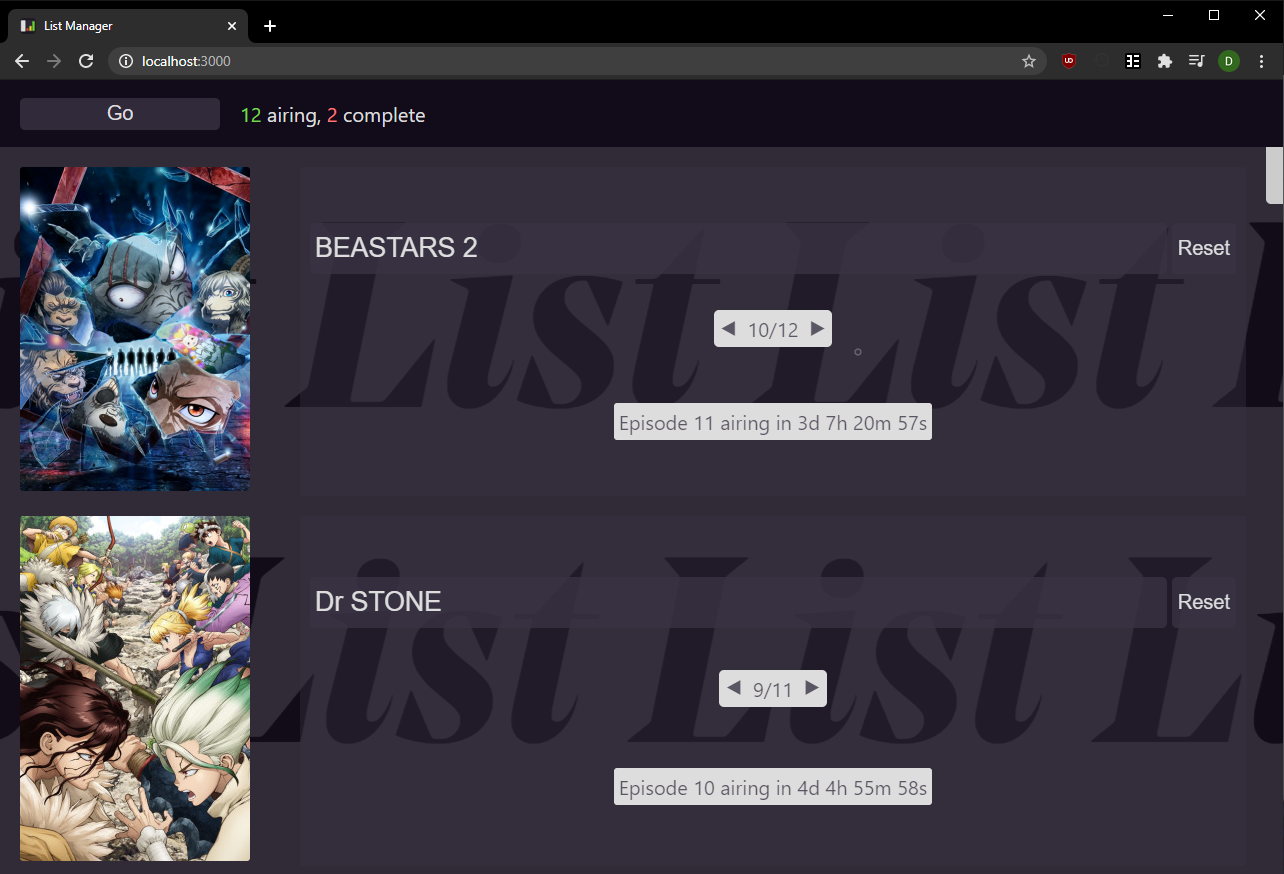 List Manager
localhost:3000
D
Go
12 airing, 2 complete
BEASTARS 2
Reset
List List
◀ 10/12 ▶
Episode 11 airing in 3d 7h 20m 57s
Dr STONE
Reset
List List
◀ 9/11 ▶
Episode 10 airing in 4d 4h 55m 58s